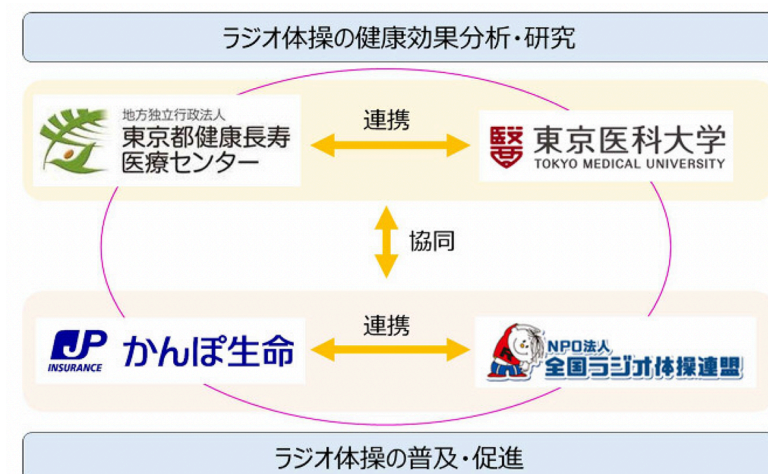 ラジオ体操の健康効果分析・研究
地方独立行政法人
東京都健康長寿
医療センター
連携
東京医科大学
TOKYO MEDICAL UNIVERSITY
協同
JP
INSURANCE
かんぽ生命
連携
NPO法人
全国ラジオ体操連盟
ラジオ体操の普及・促進